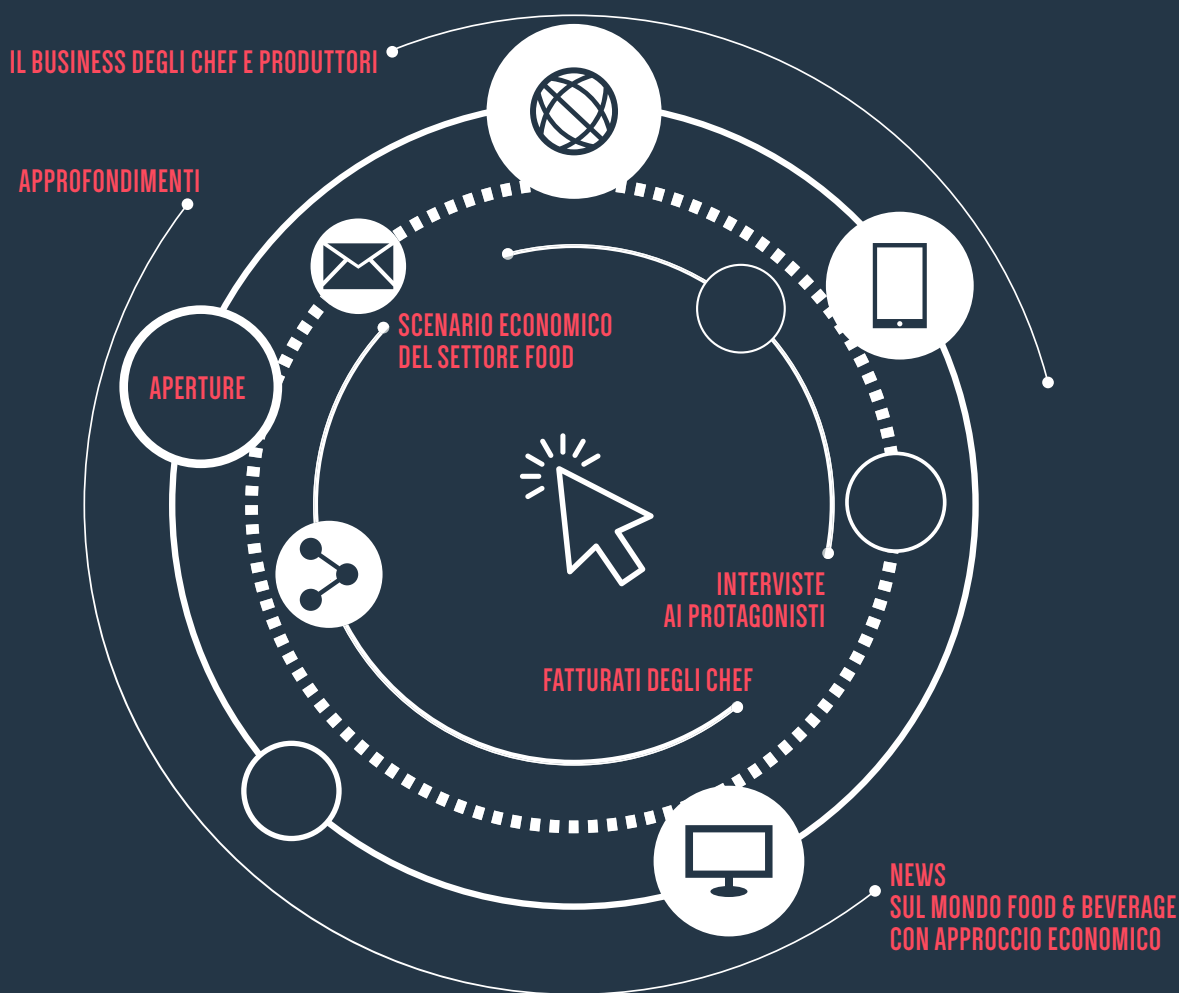 IL BUSINESS DEGLI CHEF E PRODUTTORI
APPROFONDIMENTI
SCENARIO ECONOMICO
DEL SETTORE FOOD
APERTURE
INTERVISTE
AI PROTAGONISTI
FATTURATI DEGLI CHEF
NEWS
SUL MONDO FOOD & BEVERAGE
CON APPROCCIO ECONOMICO